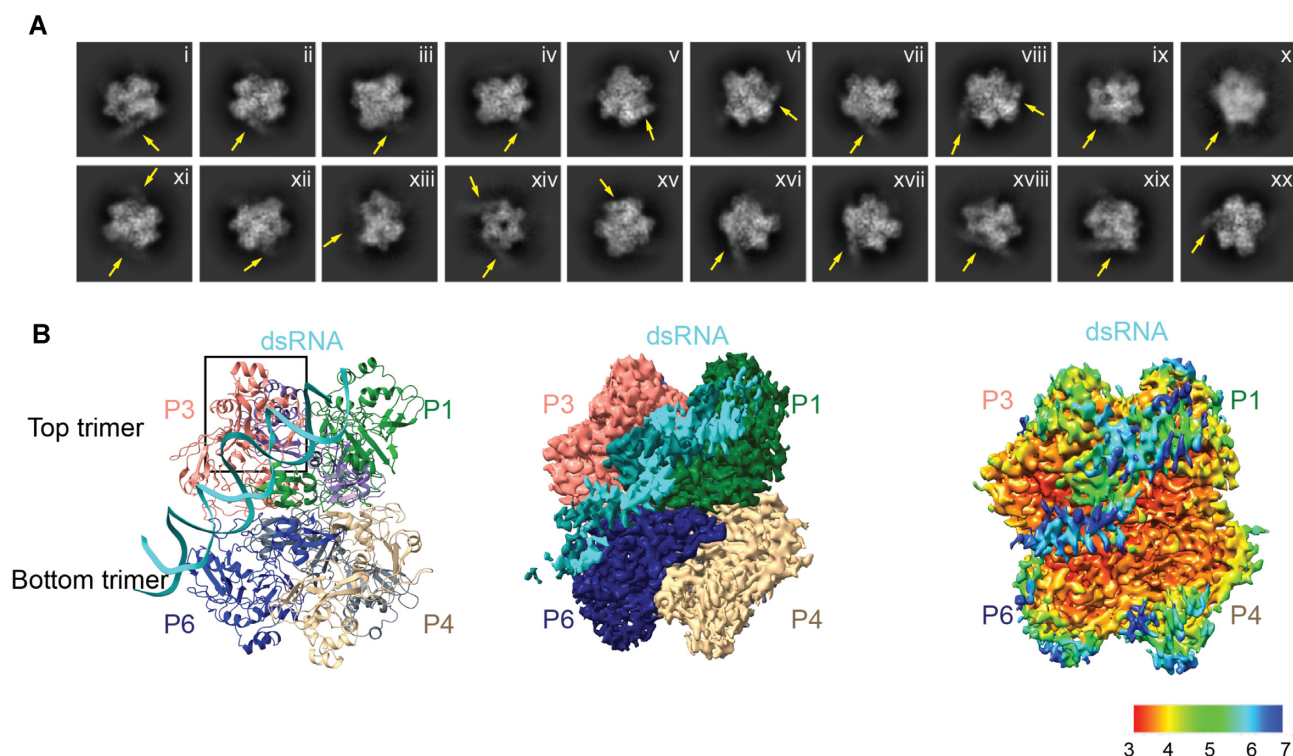 A
i ii iii iv v vi vii viii ix x
xi xii xiii xiv xv xvi xvii xviii xix xx
B
dsRNA dsRNA dsRNA
P3 P1 P3 P1 P3 P1
Top trimer
Bottom trimer
P6 P4 P6 P4 P6 P4
3 4 5 6 7